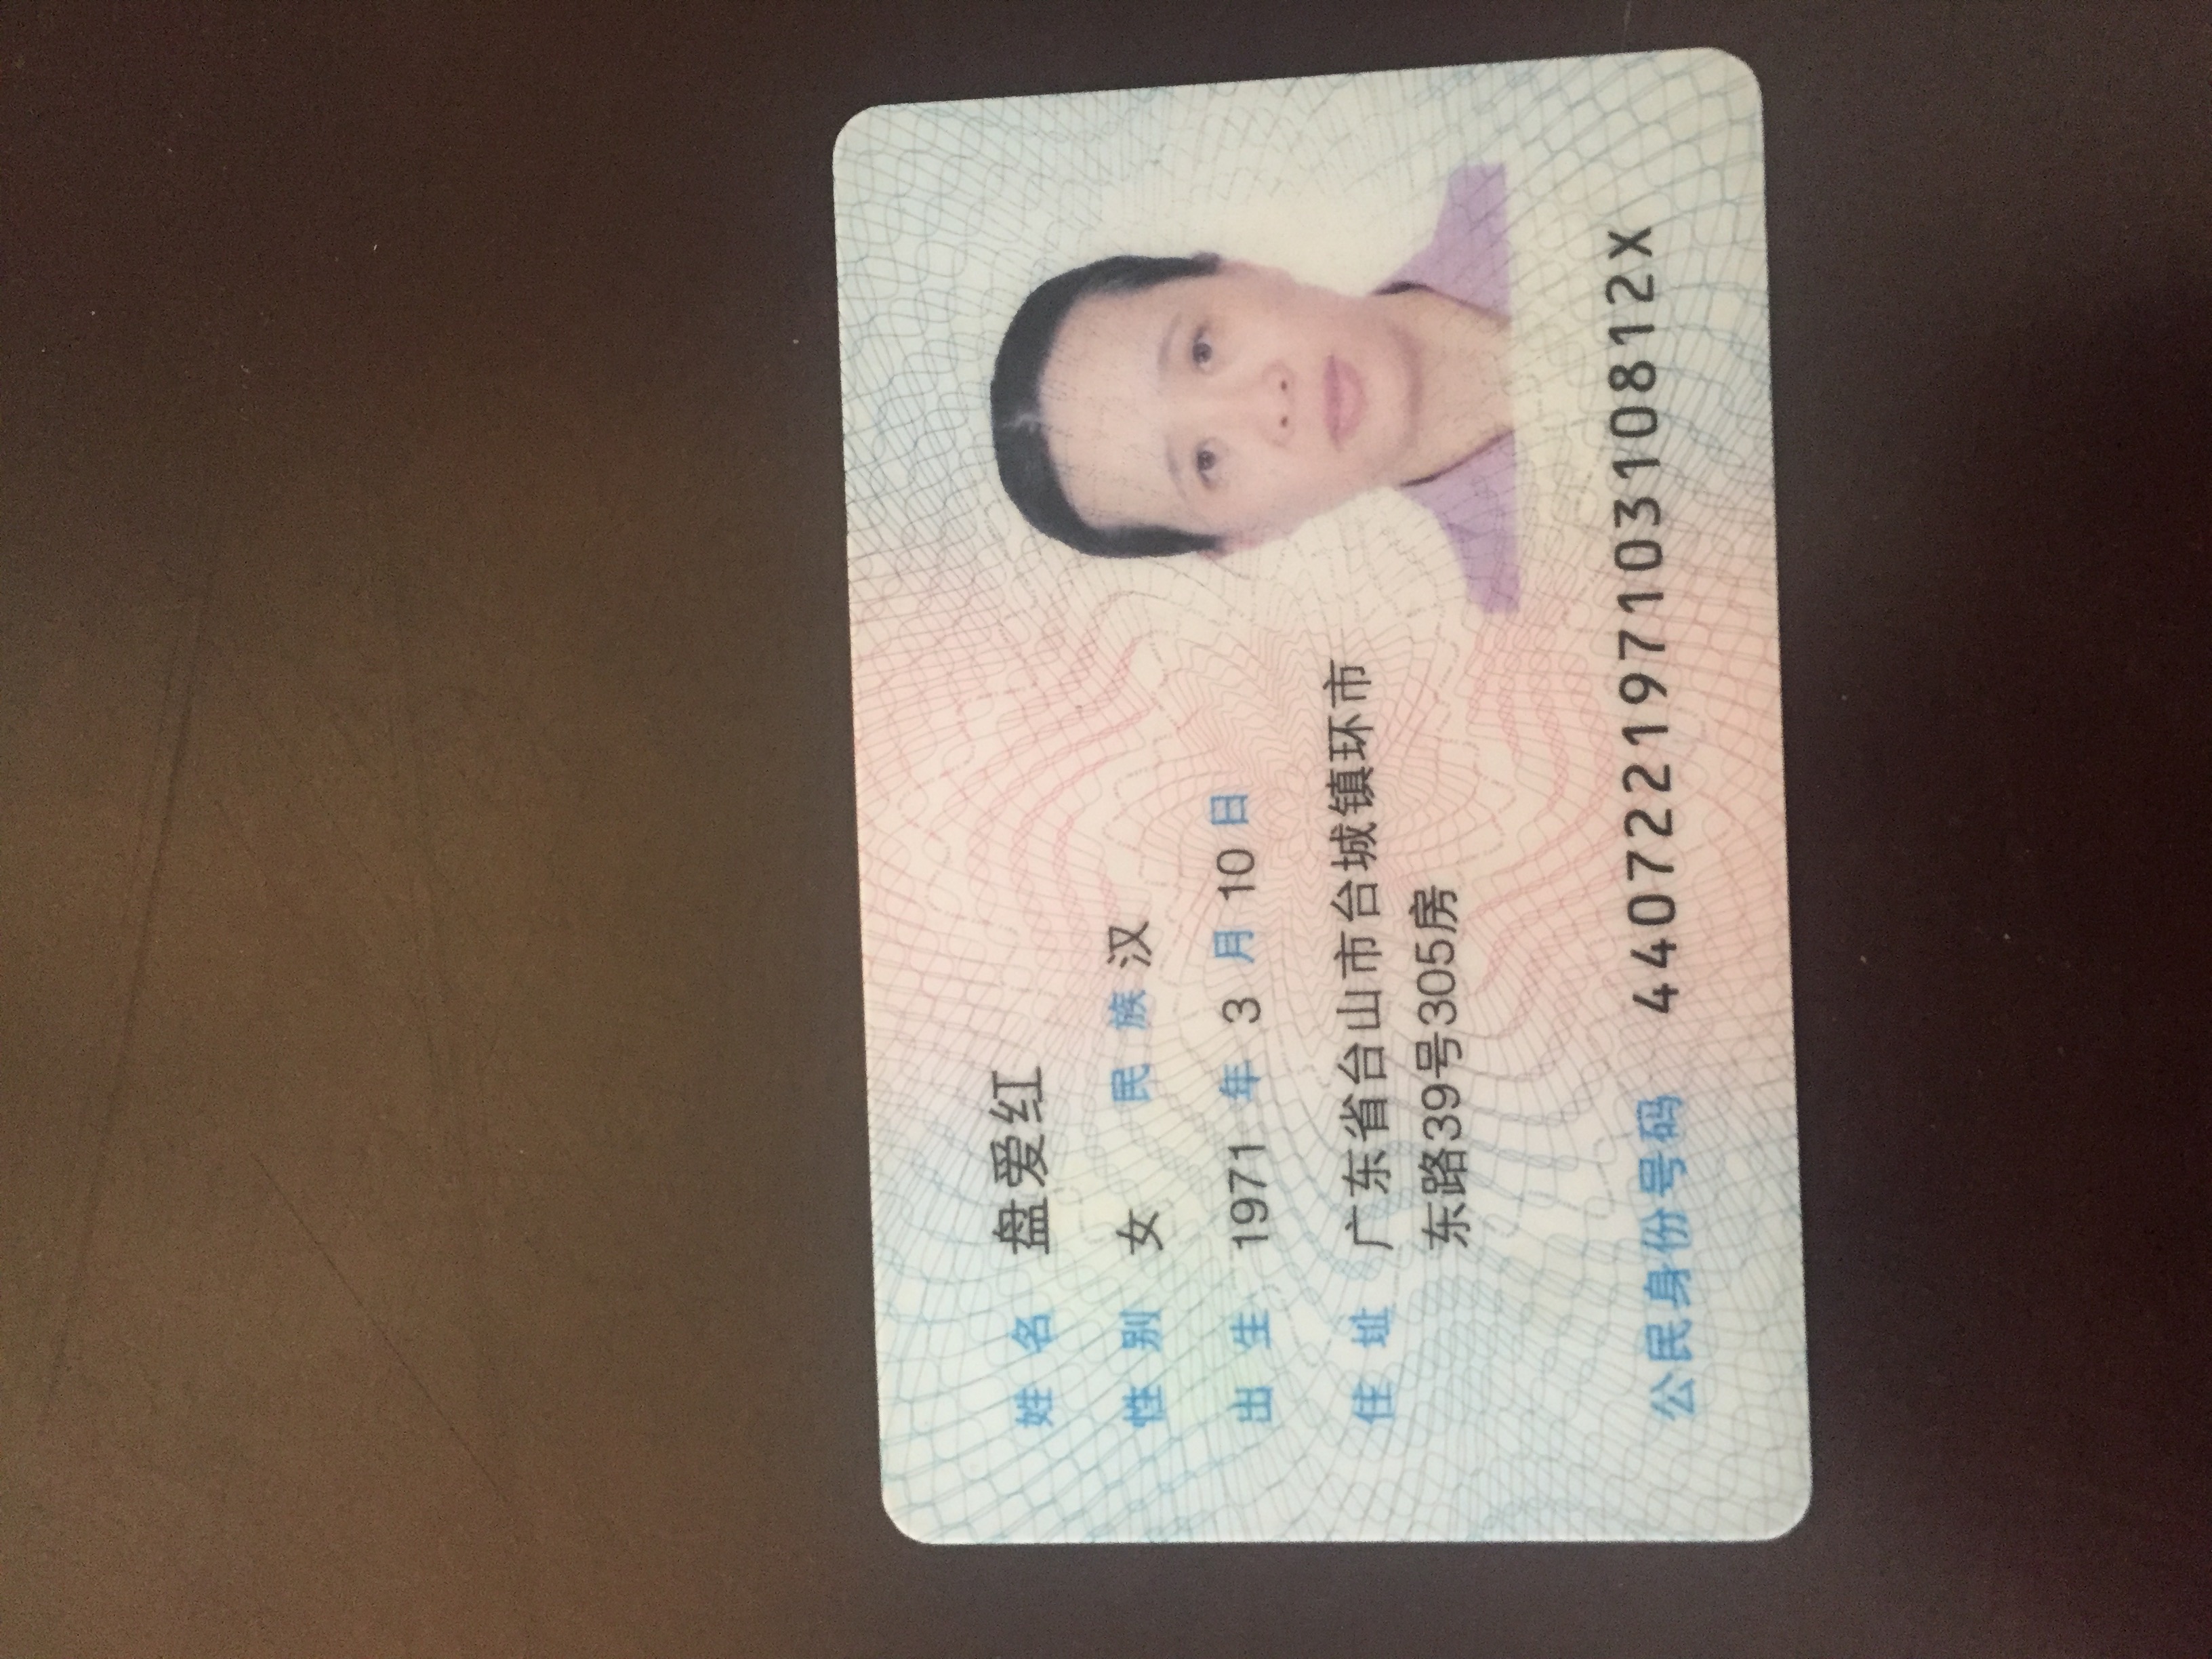 姓名 盘爱红
性别 女 民族 汉
出生 1971 年 3 月 10 日
住址 广东省台山市台城镇环市
东路39号305房
公民身份号码 44072219710310812X